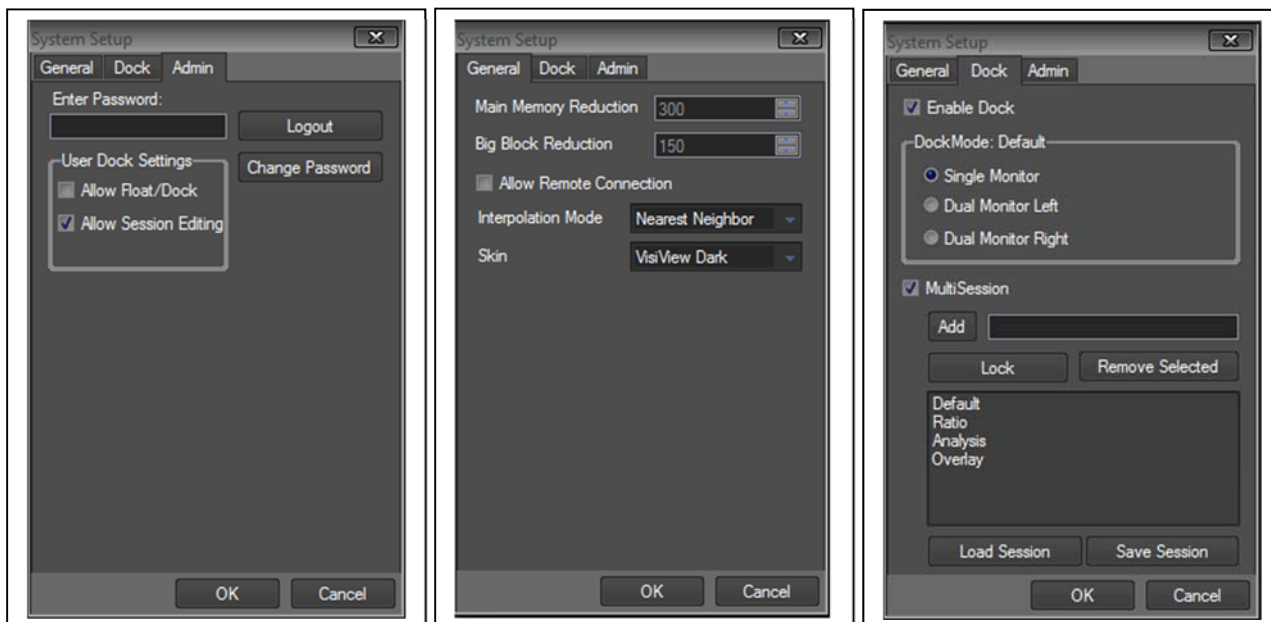 System Setup
General Dock Admin
Enter Password:
Logout
User Dock Settings
Change Password
Allow Float/Dock
Allow Session Editing
OK Cancel
System Setup
General Dock Admin
Main Memory Reduction 300
Big Block Reduction 150
Allow Remote Connection
Interpolation Mode Nearest Neighbor
Skin VisiView Dark
OK Cancel
System Setup
General Dock Admin
Enable Dock
DockMode: Default
Single Monitor
Dual Monitor Left
Dual Monitor Right
MultiSession
Add
Lock Remove Selected
Default
Ratio
Analysis
Overlay
Load Session Save Session
OK Cancel